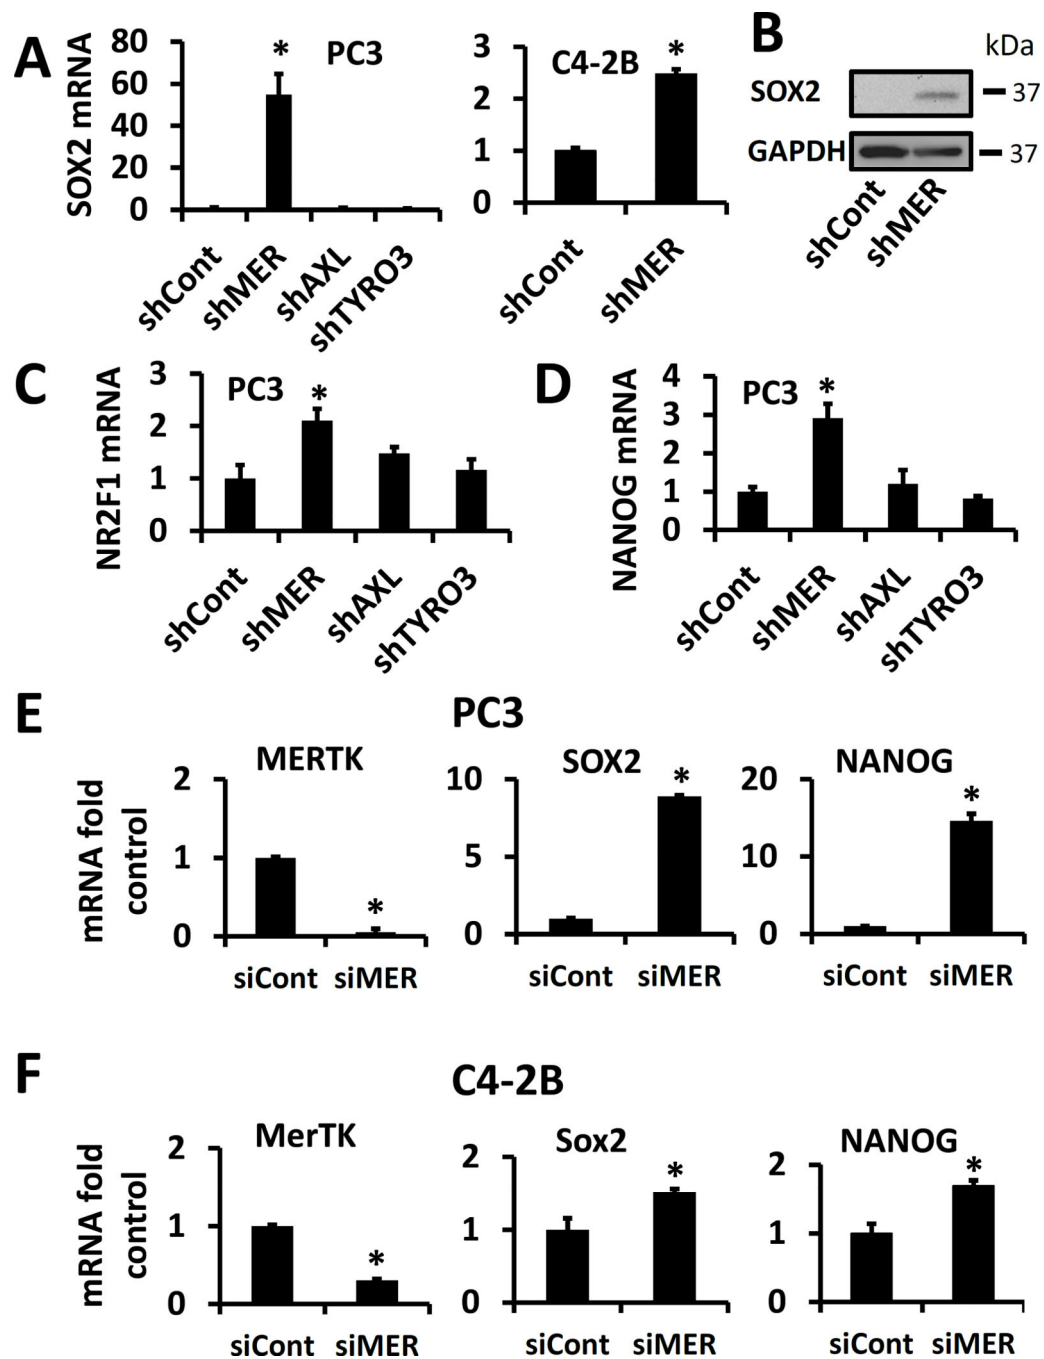 A
SOX2 mRNA
80
60
40
20
0
PC3
*
shCont
shMER
shAXL
shTYRO3
3
2
1
0
C4-2B
*
shCont
shMER
B
kDa
SOX2
37
GAPDH
37
shCont
shMER
C
NR2F1 mRNA
3
2
1
0
PC3
*
shCont
shMER
shAXL
shTYRO3
D
NANOG mRNA
4
3
2
1
0
PC3
*
shCont
shMER
shAXL
shTYRO3
E
PC3
mRNA fold
control
MERTK
2
1
0
*
siCont siMER
SOX2
10
5
0
*
siCont siMER
NANOG
20
10
0
*
siCont siMER
F
C4-2B
mRNA fold
control
MerTK
2
1
0
*
siCont siMER
Sox2
2
1
0
*
siCont siMER
NANOG
2
1
0
*
siCont siMER